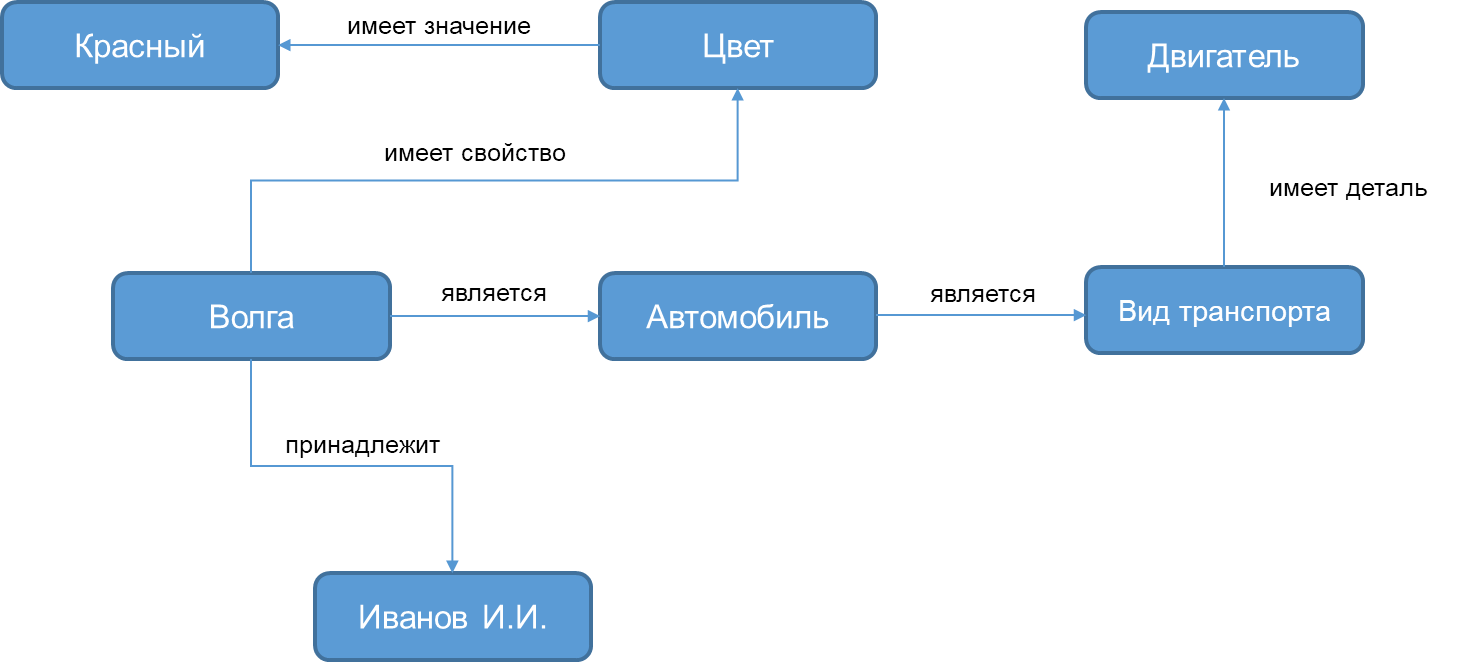 Красный
имеет значение
Цвет
Двигатель
имеет свойство
имеет деталь
Волга
является
Автомобиль
является
Вид транспорта
принадлежит
Иванов И.И.